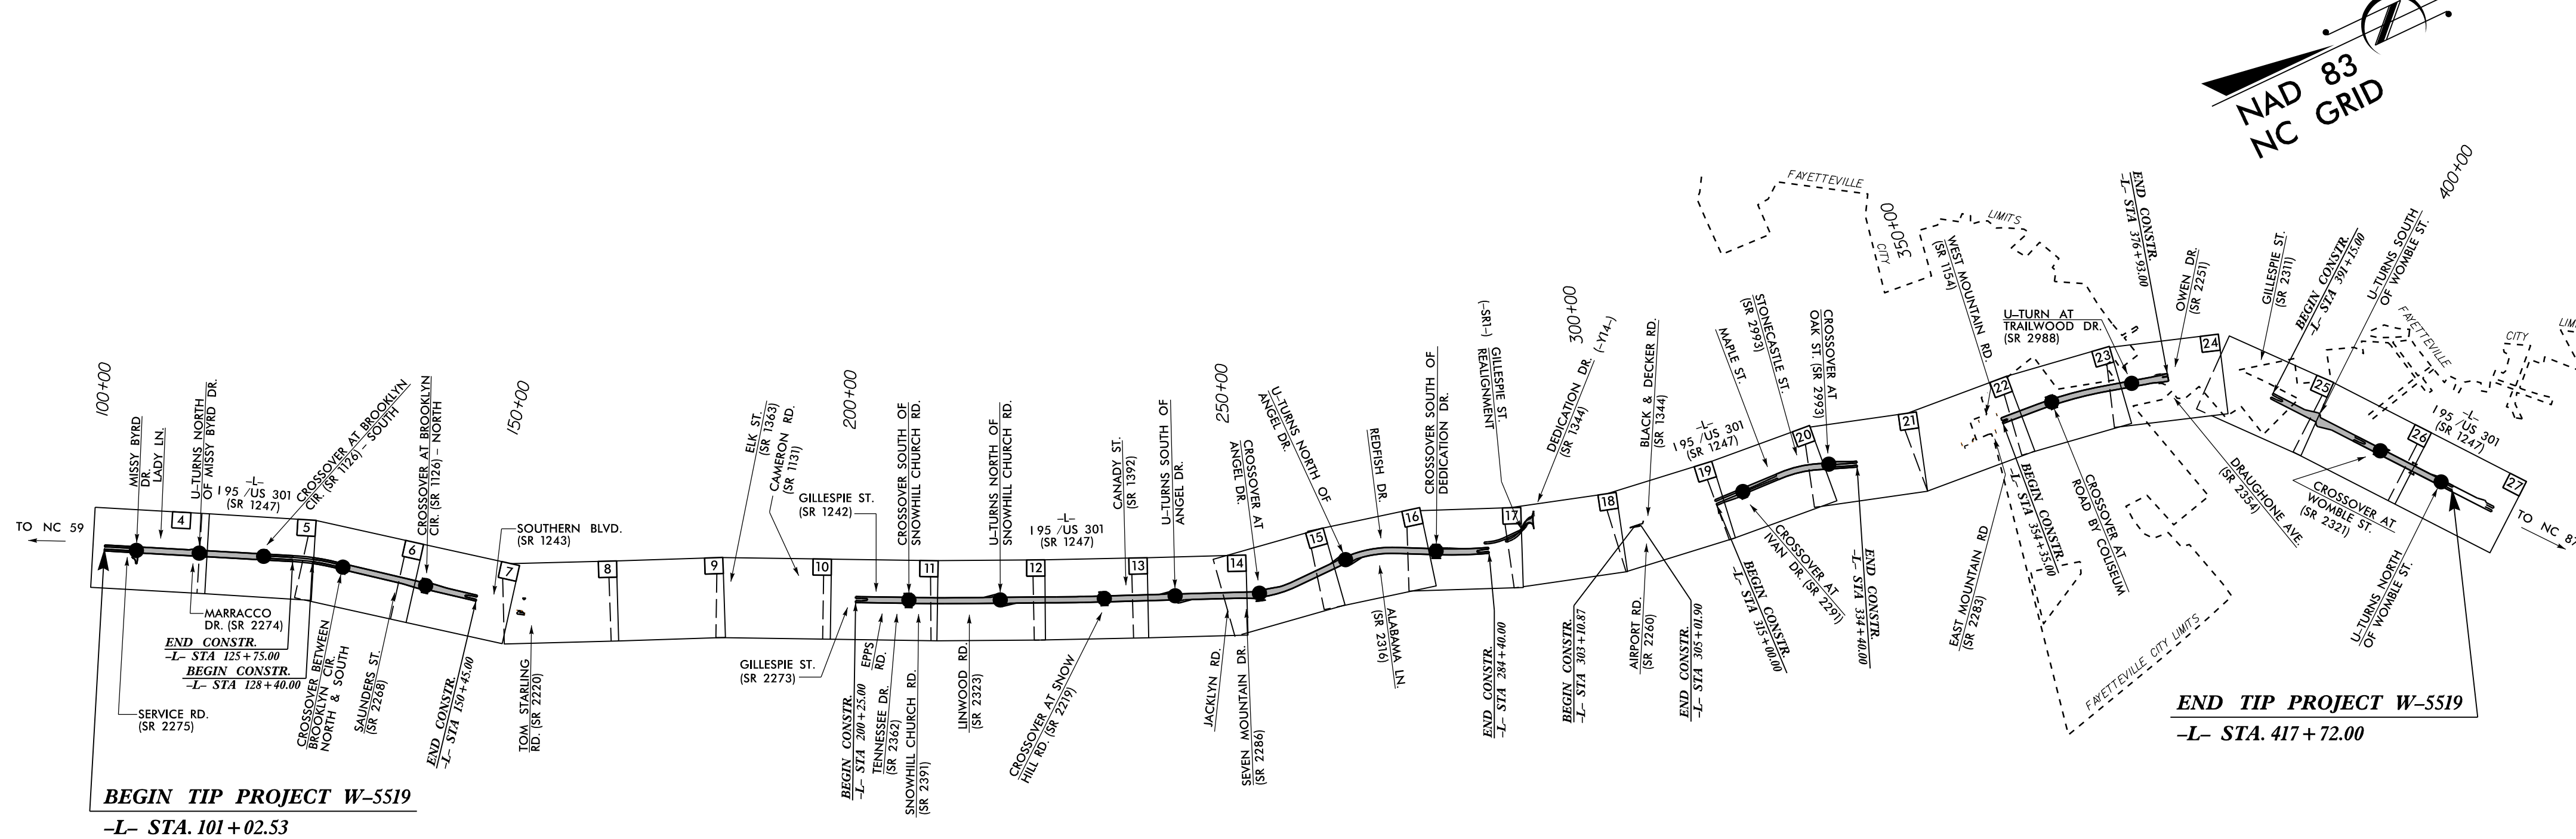 NAD 83
NC GRID
100+00
150+00
200+00
250+00
300+00
350+00
400+00
TO NC 59
MISSY BYRD
DR.
LADY LN.
4
U-TURNS NORTH
OF MISSY BYRD DR.
-L-
I 95 /US 301
(SR 1247)
CROSSOVER AT BROOKLYN
CIR. (SR 1126) - SOUTH
5
CROSSOVER AT BROOKLYN
CIR. (SR 1126) - NORTH
6
SOUTHERN BLVD.
(SR 1243)
7
8
9
MARRACCO
DR. (SR 2274)
END CONSTR.
-L- STA 125+75.00
BEGIN CONSTR.
-L- STA 128+40.00
SERVICE RD.
(SR 2275)
CROSSOVER BETWEEN
BROOKLYN CIR.
NORTH & SOUTH
SAUNDERS ST.
(SR 2268)
END CONSTR.
-L- STA 150+45.00
TOM STARLING
RD. (SR 2220)
BEGIN TIP PROJECT W-5519
-L- STA. 101+02.53
ELK ST.
(SR 1363)
CAMERON RD.
(SR 1131)
10
GILLESPIE ST.
(SR 1242)
CROSSOVER SOUTH OF
SNOWHILL CHURCH RD.
11
U-TURNS NORTH OF
SNOWHILL CHURCH RD.
12
-L-
I 95 /US 301
(SR 1247)
CANADY ST.
(SR 1392)
13
U-TURNS SOUTH OF
ANGEL DR.
14
CROSSOVER AT
ANGEL DR.
U-TURNS NORTH OF
ANGEL DR.
15
REDFISH DR.
16
CROSSOVER SOUTH OF
DEDICATION DR.
GILLESPIE ST.
(SR 2273)
BEGIN CONSTR.
-L- STA 200+25.00
EPPS
RD.
TENNESSEE DR.
(SR 2362)
SNOWHILL CHURCH RD.
(SR 2391)
LINWOOD RD.
(SR 2323)
CROSSOVER AT SNOW
HILL RD. (SR 2219)
JACKLYN RD.
SEVEN MOUNTAIN DR.
(SR 2286)
ALABAMA LN.
(SR 2316)
END CONSTR.
-L- STA 284+40.00
(-SR1-)
GILLESPIE ST.
REALIGNMENT
17
DEDICATION DR. (-Y14-)
(SR 1344)
18
BLACK & DECKER RD.
(SR 1344)
BEGIN CONSTR.
-L- STA 303+10.87
AIRPORT RD.
(SR 2260)
END CONSTR.
-L- STA 305+01.90
-L-
I 95 /US 301
(SR 1247)
19
MAPLE ST.
STONECASTLE ST.
(SR 2993)
20
CROSSOVER AT
OAK ST. (SR 2993)
21
BEGIN CONSTR.
-L- STA 315+00.00
CROSSOVER AT
IVAN DR. (SR 2291)
END CONSTR.
-L- STA 334+40.00
FAYETTEVILLE
CITY
LIMITS
WEST MOUNTAIN RD.
(SR 1154)
22
U-TURN AT
TRAILWOOD DR.
(SR 2988)
23
END CONSTR.
-L- STA 376+93.00
OWEN DR.
(SR 2251)
24
EAST MOUNTAIN RD
(SR 2283)
BEGIN CONSTR.
-L- STA 354+35.00
CROSSOVER AT
ROAD BY COLISEUM
DRAUGHONE AVE.
(SR 2354)
FAYETTEVILLE CITY LIMITS
GILLESPIE ST.
(SR 2311)
BEGIN CONSTR.
-L- STA 391+15.00
U-TURNS SOUTH
OF WOMBLE ST.
25
FAYETTEVILLE
CITY
-L-
I 95 /US 301
(SR 1247)
26
27
CROSSOVER AT
WOMBLE ST.
(SR 2321)
U-TURNS NORTH
OF WOMBLE ST.
TO NC 87
END TIP PROJECT W-5519
-L- STA. 417+72.00